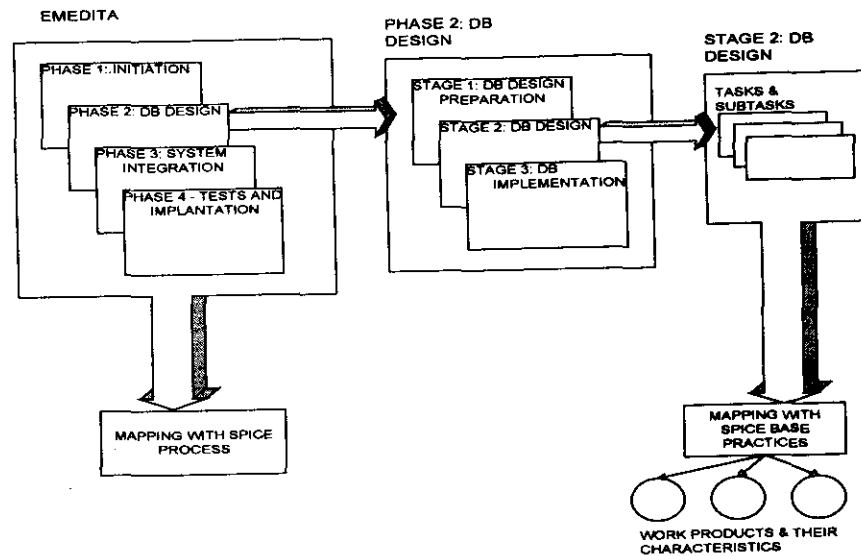 EMEDITA
PHASE 1:.INITIATION
PHASE 2: DB DESIGN
PHASE 3: SYSTEM
INTEGRATION
PHASE 4 - TESTS AND
IMPLANTATION
MAPPING WITH SPICE
PROCESS
PHASE 2: DB
DESIGN
STAGE 1: DB DESIGN
PREPARATION
STAGE 2: DB DESIGN
STAGE 3: DB
IMPLEMENTATION
STAGE 2: DB
DESIGN
TASKS &
SUBTASKS
MAPPING WITH
SPICE BASE
PRACTICES
WORK PRODUCTS & THEIR
CHARACTERISTICS